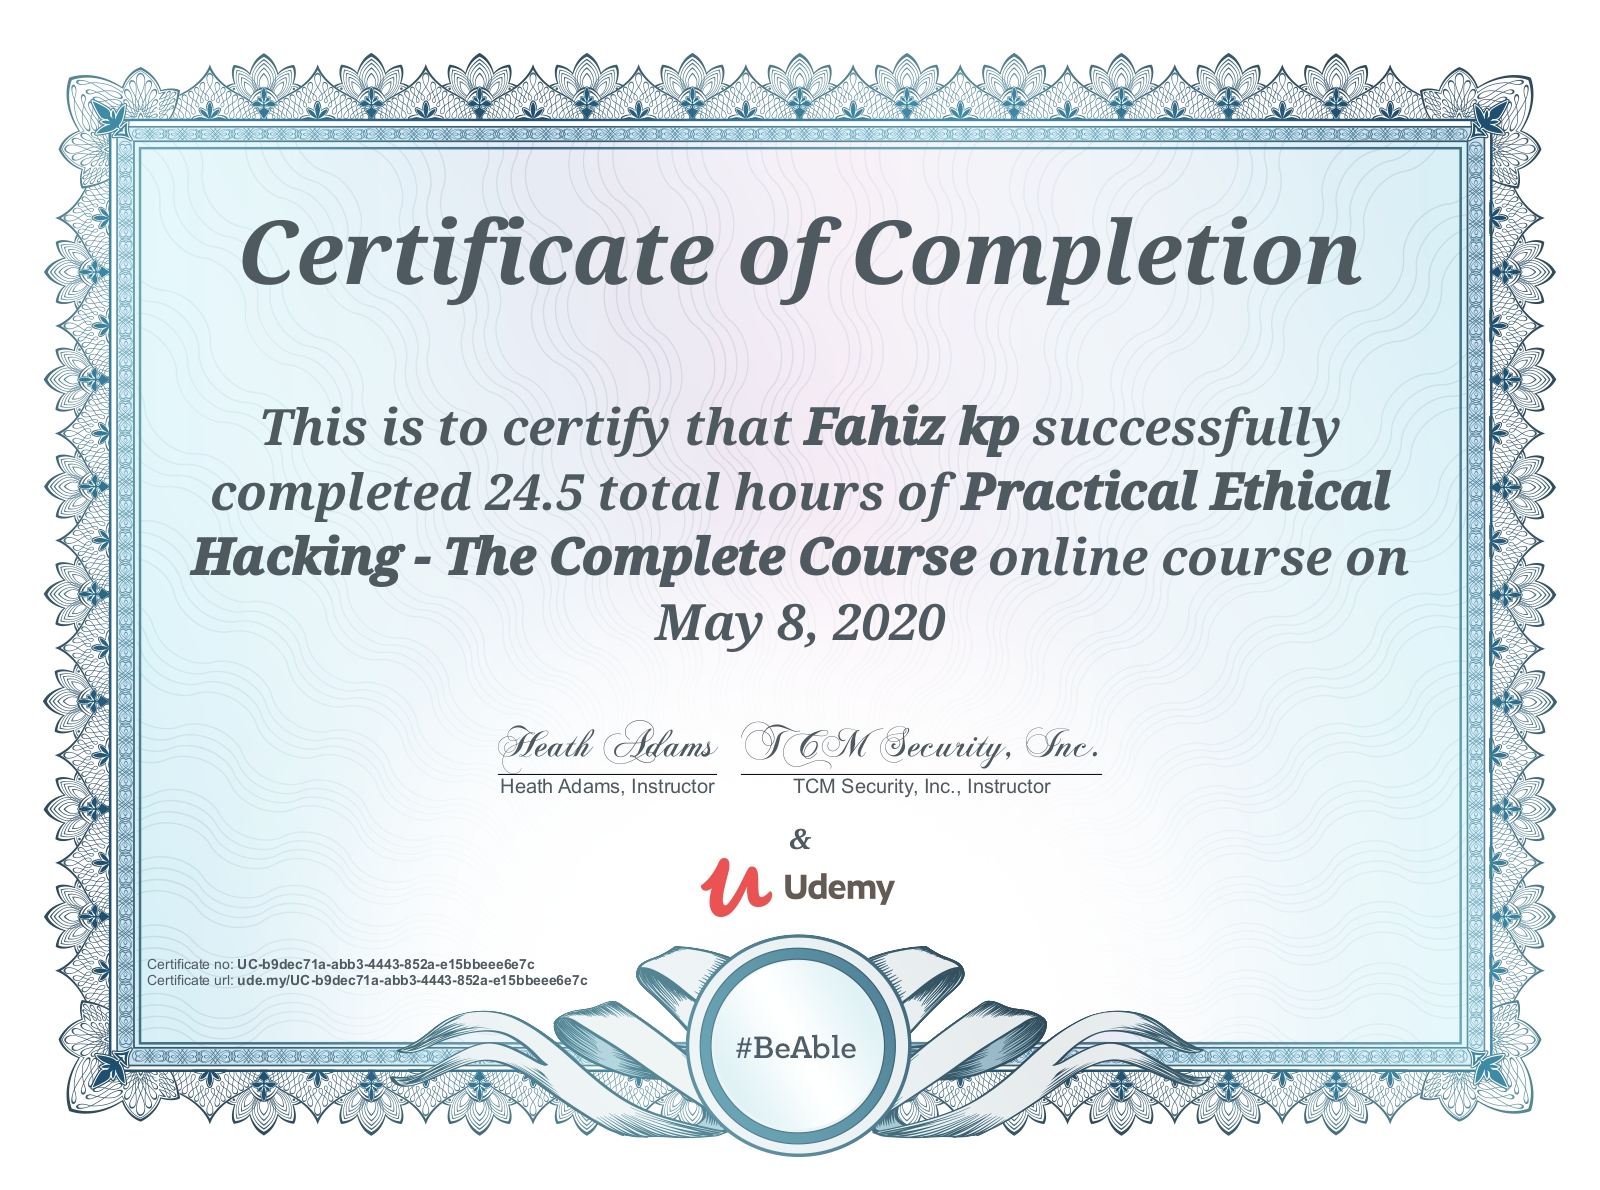 Certificate of Completion
This is to certify that Fahiz kp successfully
completed 24.5 total hours of Practical Ethical
Hacking - The Complete Course online course on
May 8, 2020
Heath Adams TCM Security, Inc.
Heath Adams, Instructor TCM Security, Inc., Instructor
&
Udemy
Certificate no: UC-b9dec71a-abb3-4443-852a-e15bbeee6e7c
Certificate url: ude.my/UC-b9dec71a-abb3-4443-852a-e15bbeee6e7c
#BeAble